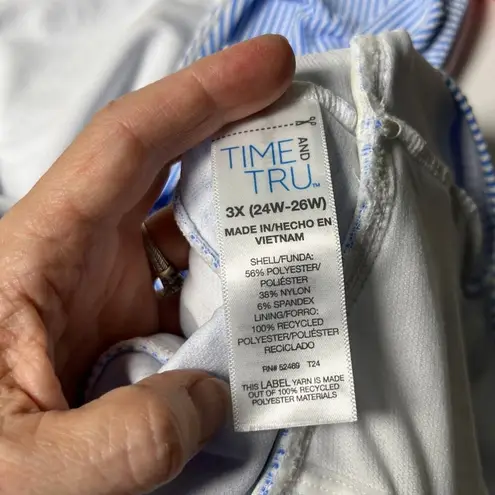 TIME AND
TRU™
3X (24W-26W)
MADE IN/HECHO EN
VIETNAM
SHELL/FUNDA:
56% POLYESTER/
POLIÉSTER
38% NYLON
6% SPANDEX
LINING/FORRO:
100% RECYCLED
POLYESTER/
POLIÉSTER
RECICLADO
RN# 52469 T24
THIS LABEL YARN IS MADE
OUT OF 100% RECYCLED
POLYESTER MATERIALS